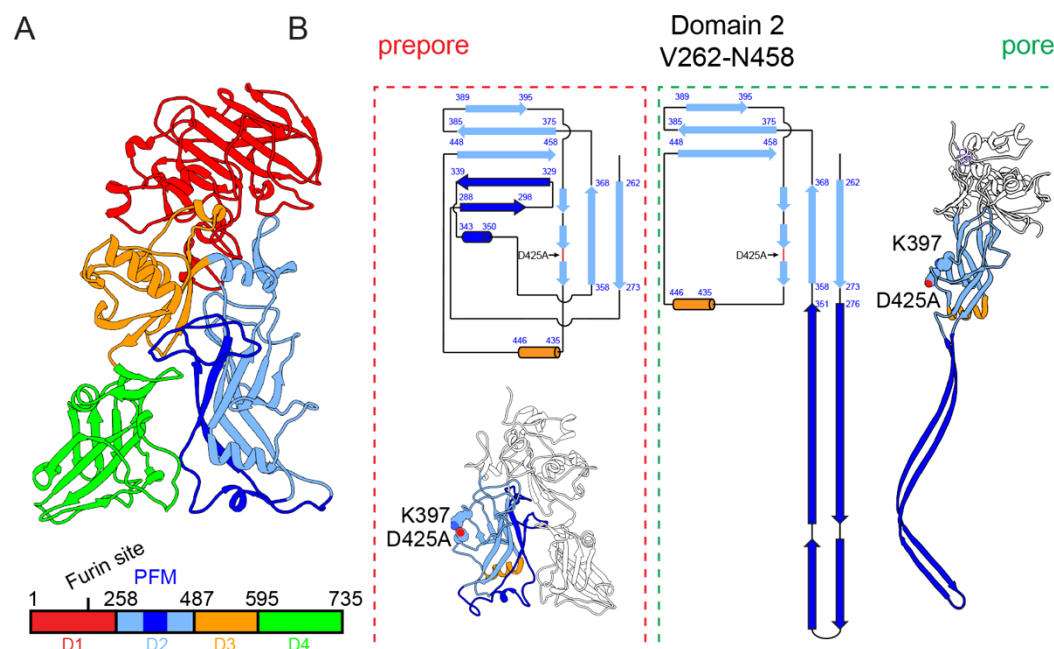 A
B
prepore
Domain 2
V262-N458
pore
389 395
385 375
448 458
339 329
288 298
343 350
368 262
D425A
358 273
446 435
389 395
385 375
448 458
368 262
D425A
446 435
358 273
351 276
K397
D425A
K397
D425A
Furin site
PFM
1 258 487 595 735
D1 D2 D3 D4